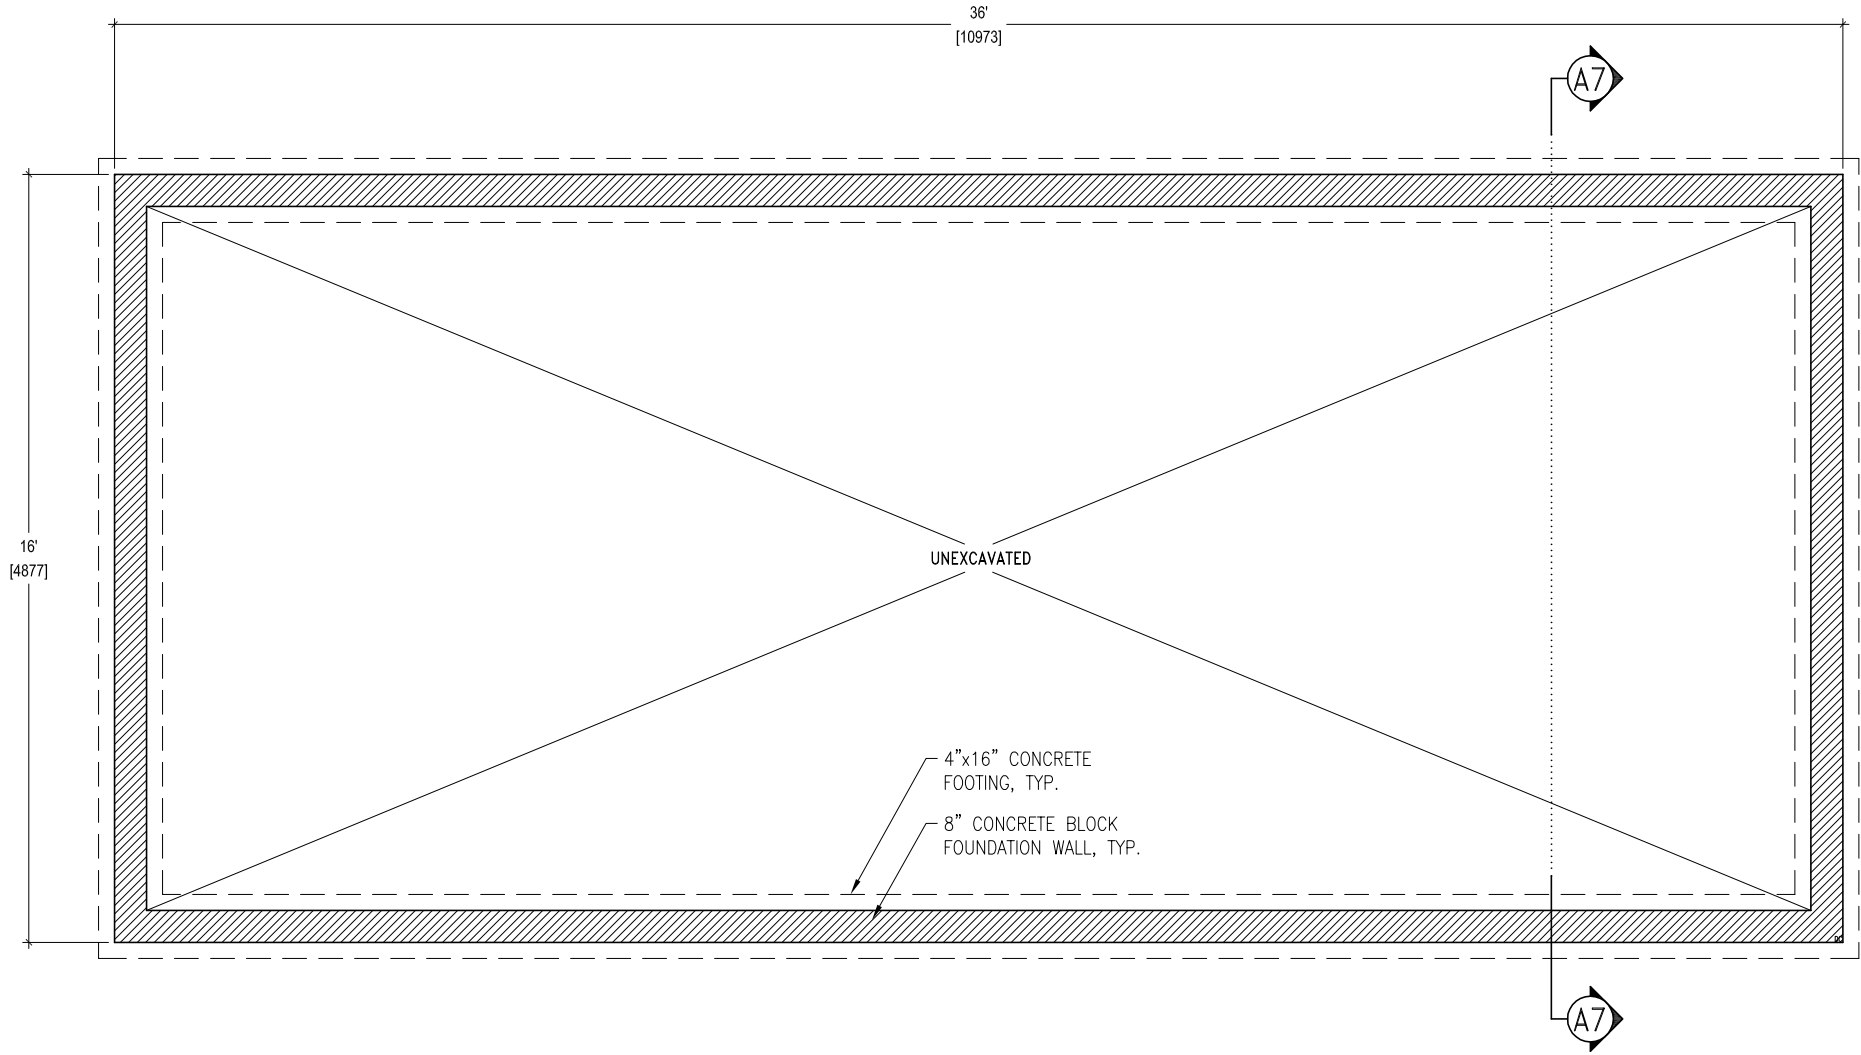 36'
[10973]
A7
16'
[4877]
UNEXCAVATED
4”x16” CONCRETE
FOOTING, TYP.
8” CONCRETE BLOCK
FOUNDATION WALL, TYP.
A7